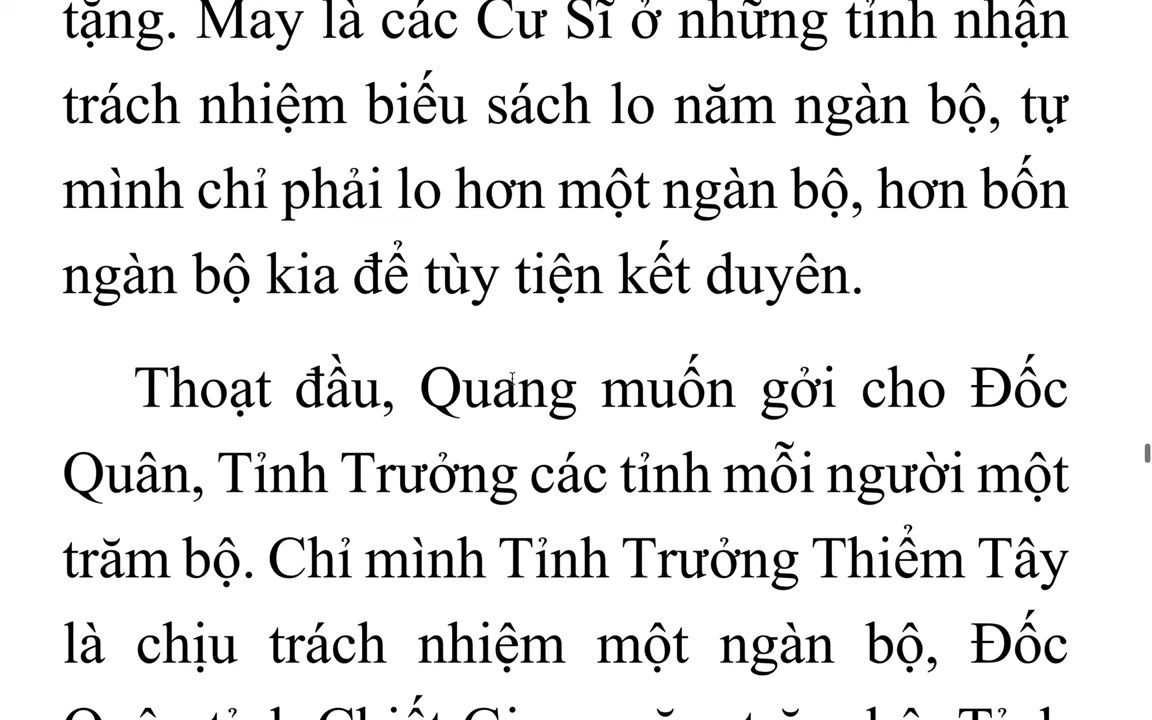 tặng. May là các Cư Sĩ ở những tỉnh nhận
trách nhiệm biếu sách lo năm ngàn bộ, tự
mình chỉ phải lo hơn một ngàn bộ, hơn bốn
ngàn bộ kia để tùy tiện kết duyên.
Thoạt đầu, Quang muốn gởi cho Đốc
Quân, Tỉnh Trưởng các tỉnh mỗi người một
trăm bộ. Chỉ mình Tỉnh Trưởng Thiểm Tây
là chịu trách nhiệm một ngàn bộ, Đốc